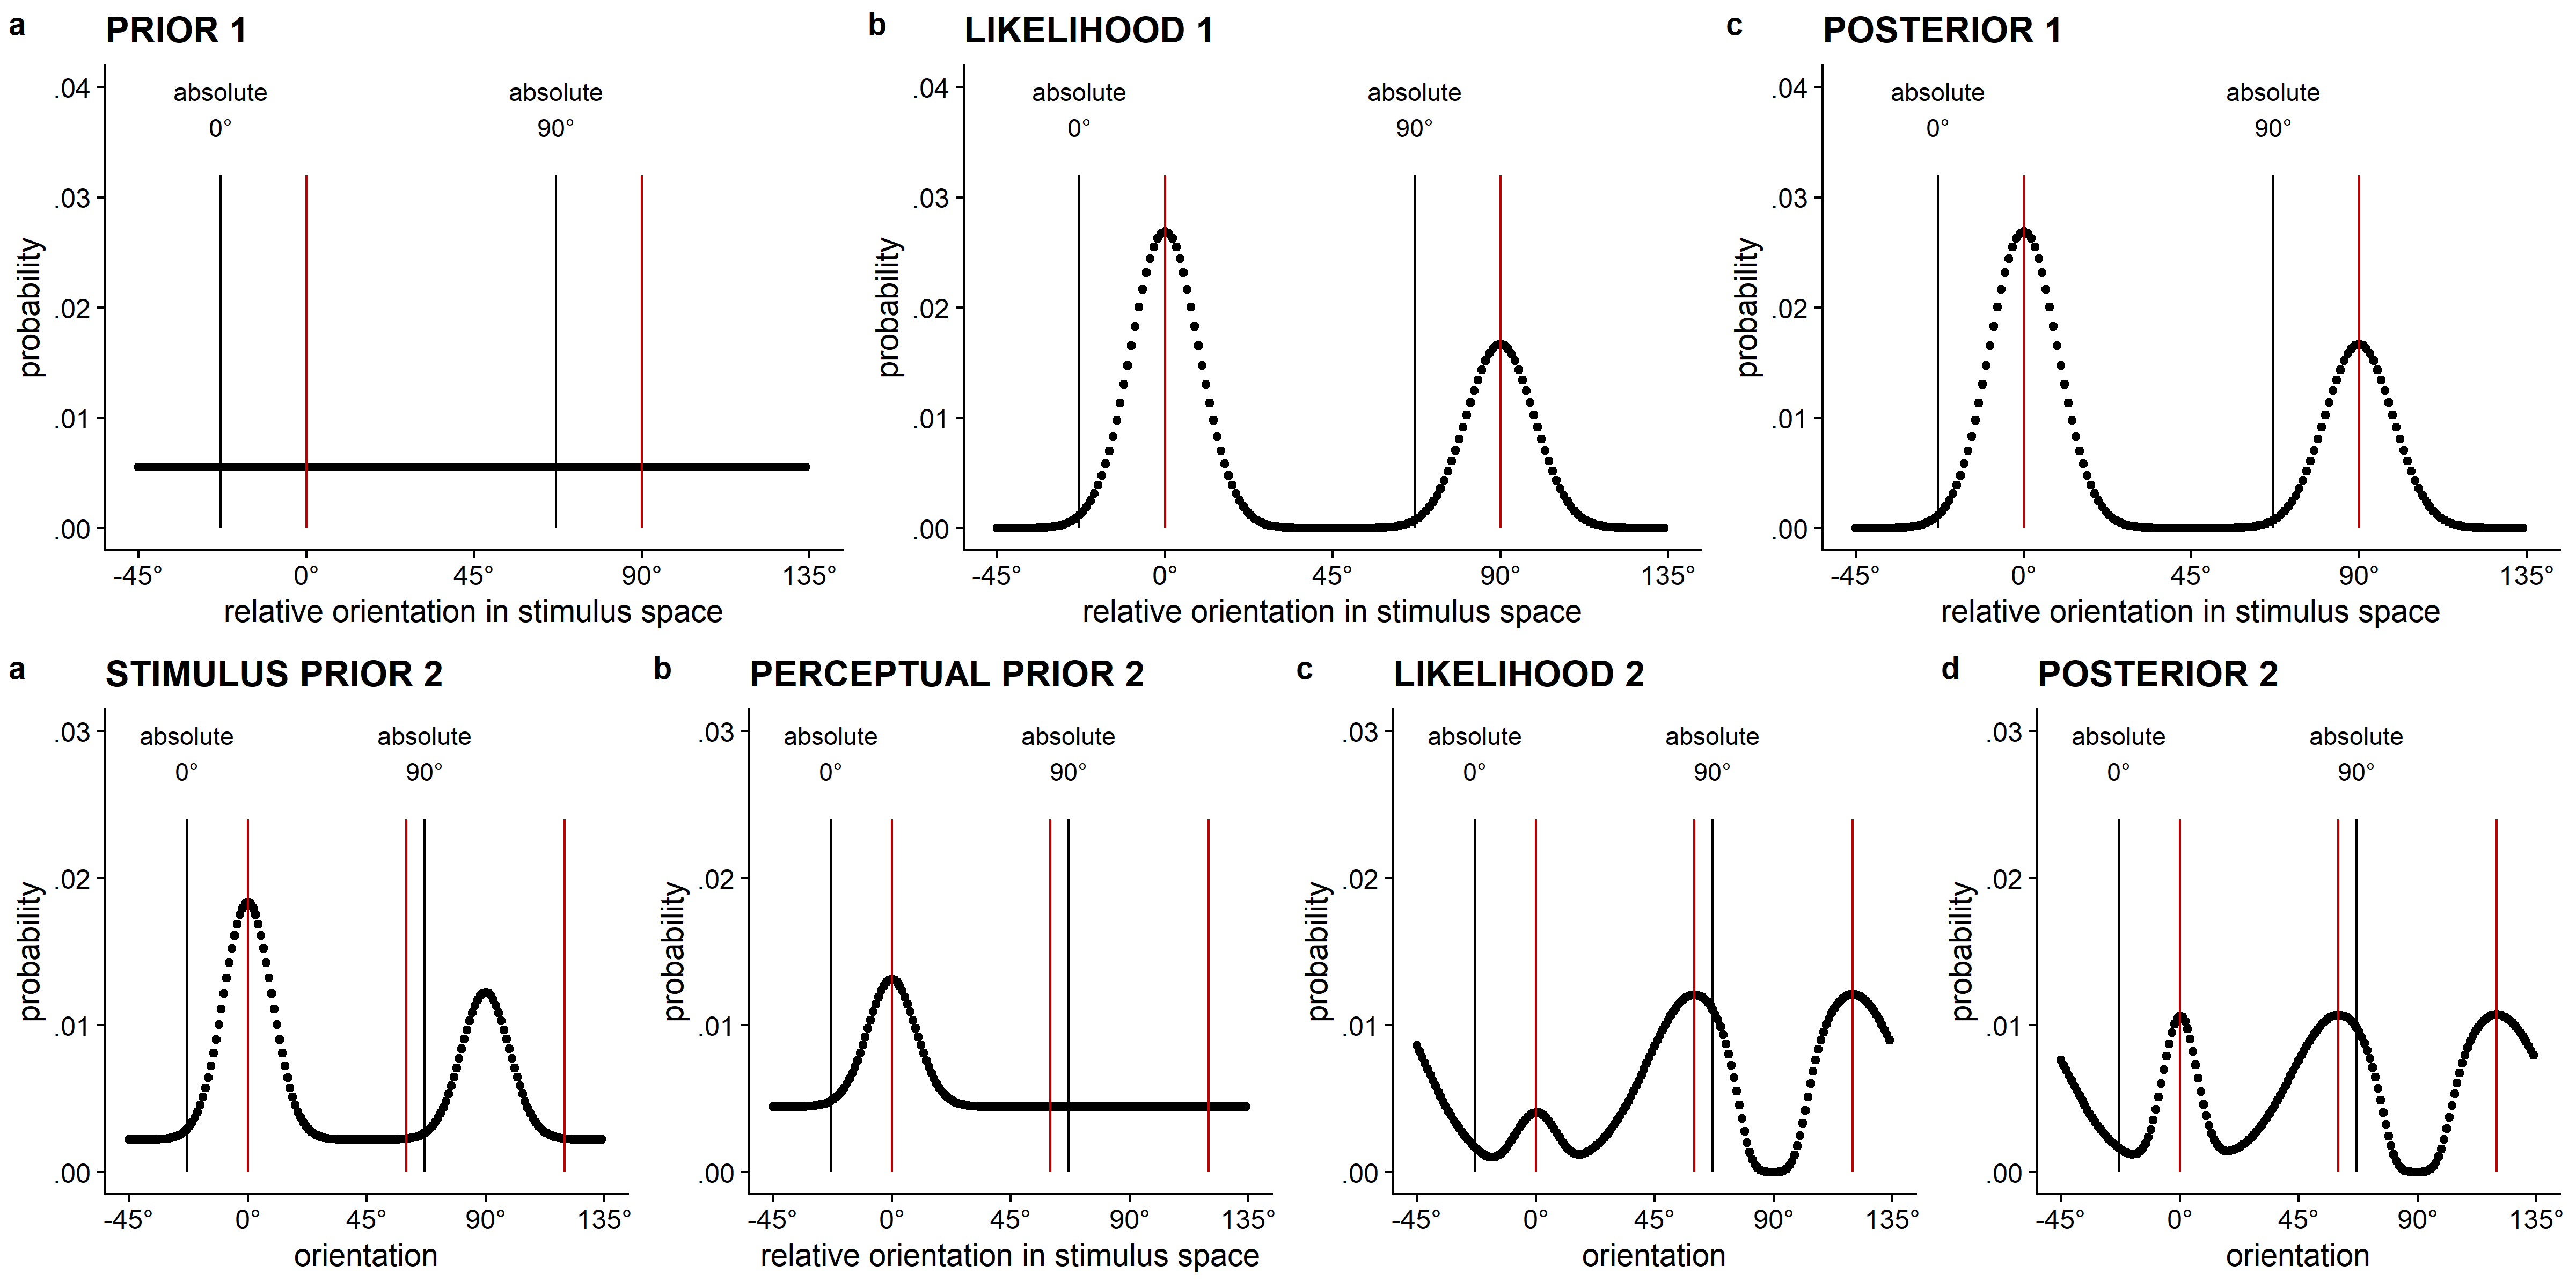 a PRIOR 1
absolute 0°
absolute 90°
.04
.03
.02
.01
.00
probability
-45° 0° 45° 90° 135°
relative orientation in stimulus space
b LIKELIHOOD 1
absolute 0°
absolute 90°
.04
.03
.02
.01
.00
probability
-45° 0° 45° 90° 135°
relative orientation in stimulus space
c POSTERIOR 1
absolute 0°
absolute 90°
.04
.03
.02
.01
.00
probability
-45° 0° 45° 90° 135°
relative orientation in stimulus space
a STIMULUS PRIOR 2
absolute 0°
absolute 90°
.03
.02
.01
.00
probability
-45° 0° 45° 90° 135°
orientation
b PERCEPTUAL PRIOR 2
absolute 0°
absolute 90°
.03
.02
.01
.00
probability
-45° 0° 45° 90° 135°
relative orientation in stimulus space
c LIKELIHOOD 2
absolute 0°
absolute 90°
.03
.02
.01
.00
probability
-45° 0° 45° 90° 135°
orientation
d POSTERIOR 2
absolute 0°
absolute 90°
.03
.02
.01
.00
probability
-45° 0° 45° 90° 135°
orientation